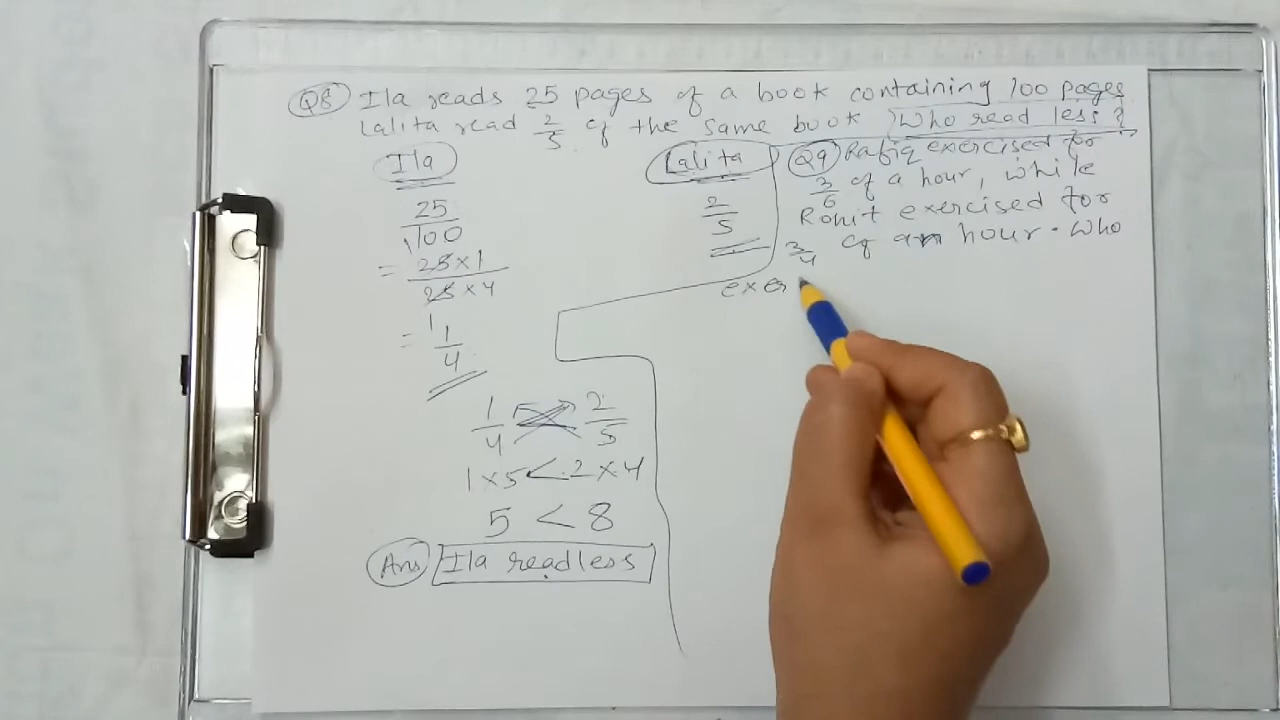 Q8 Ila reads 25 pages of a book containing 100 pages
Lalita read 2/5 of the same book. Who read less?
Ila
25/100
= 25×1/25×4
= 1/4
Lalita
2/5
1/4 2/5
1×5 < 2×4
5 < 8
Ans Ila read less
Q9 Rafiq exercised for
3/6 of a hour, while
Rohit exercised for
3/4 of an hour. Who
exer